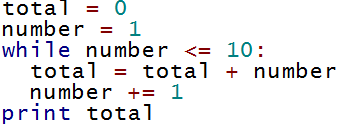 total = 0
number = 1
while number <= 10:
  total = total + number
  number += 1
print total